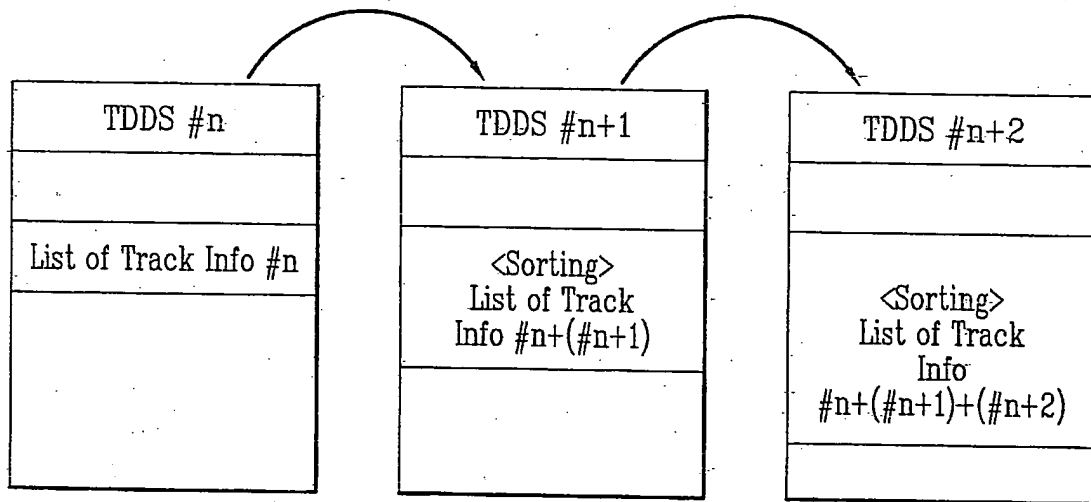 TDDS #n
List of Track Info #n
TDDS #n+1
<Sorting>
List of Track
Info #n+(#n+1)
TDDS #n+2
<Sorting>
List of Track
Info
#n+(#n+1)+(#n+2)